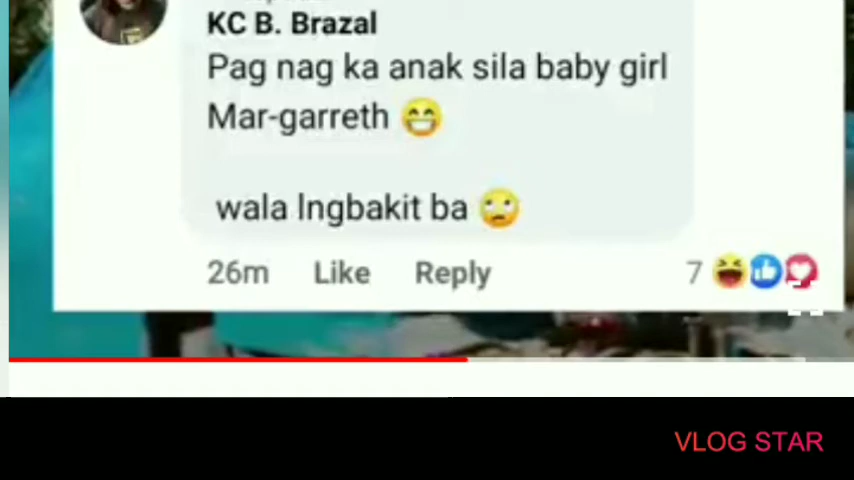 KC B. Brazal
Pag nag ka anak sila baby girl
Mar-garreth 😁
wala lngbakit ba 🙄
26m Like Reply 7
VLOG STAR